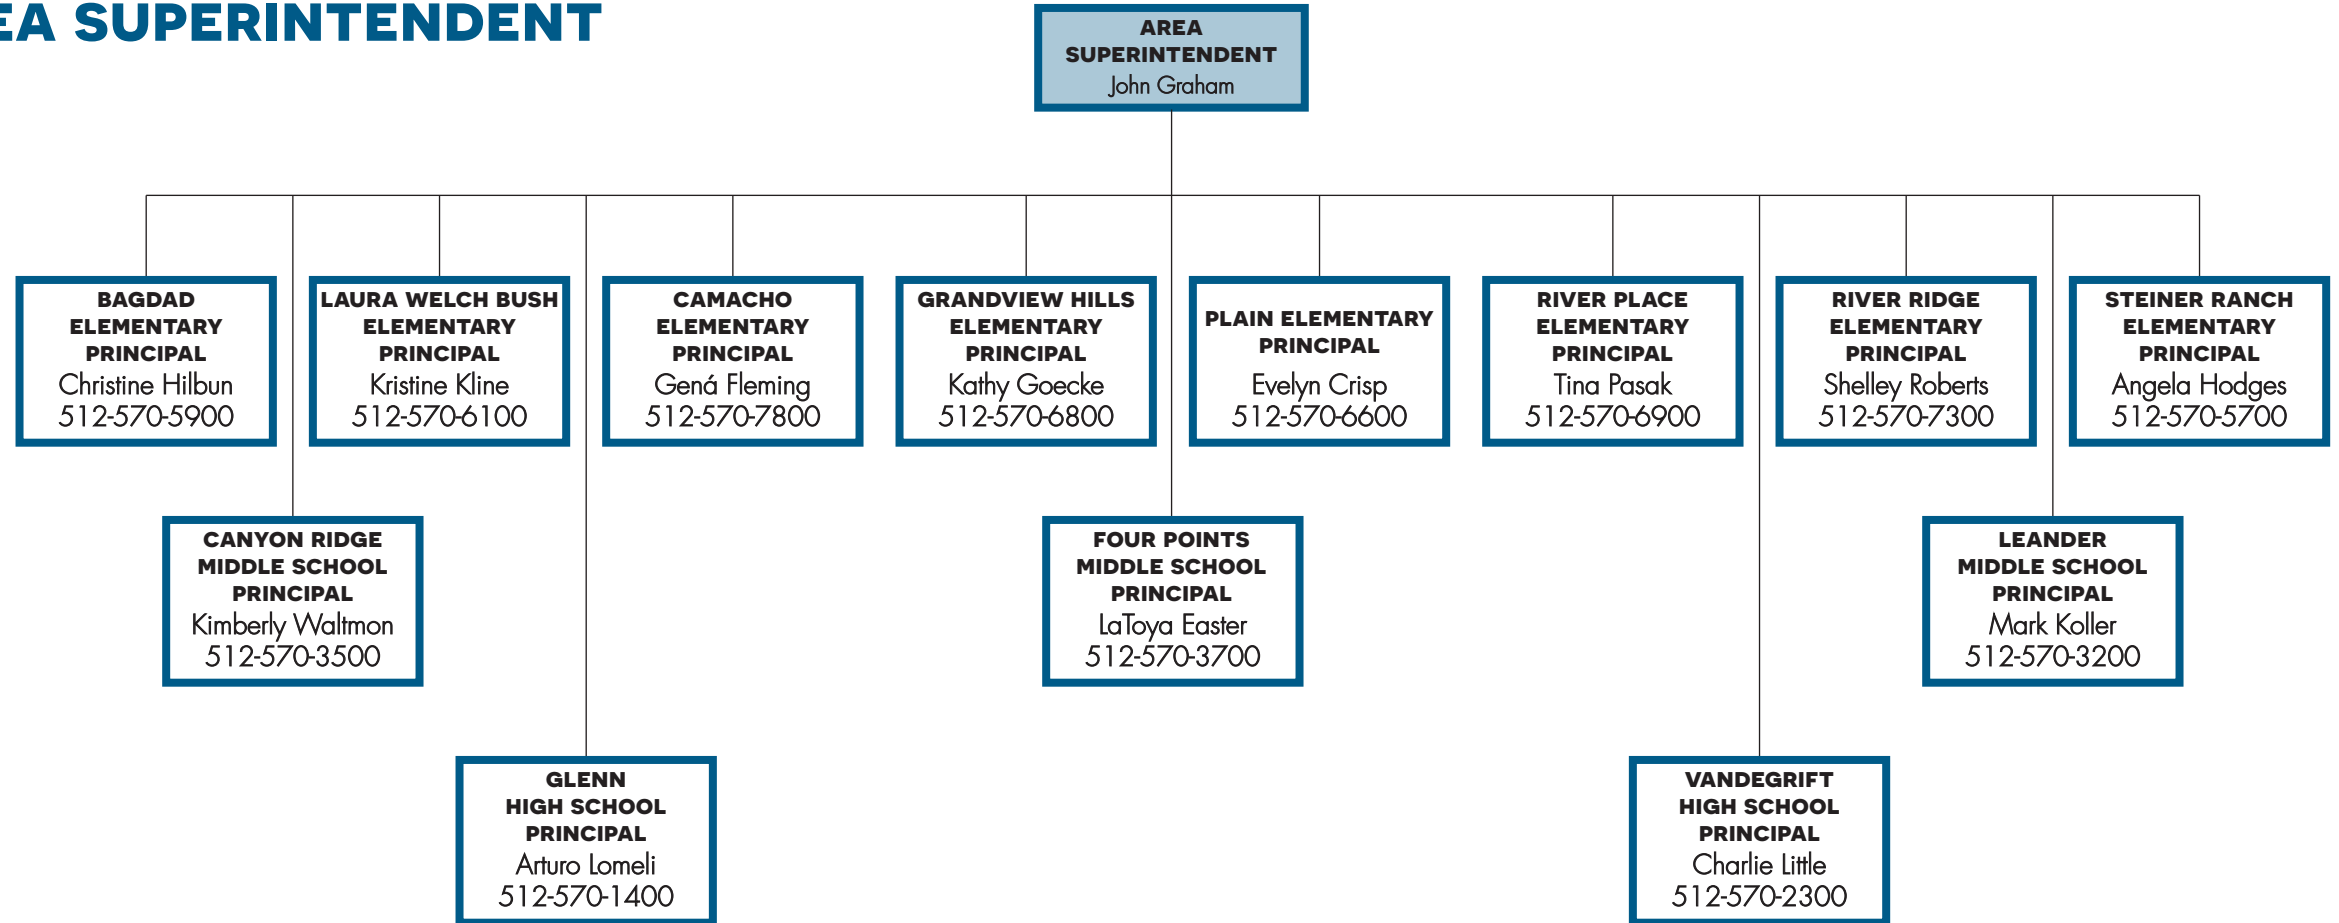 EA SUPERINTENDENT
AREA
SUPERINTENDENT
John Graham
BAGDAD
ELEMENTARY
PRINCIPAL
Christine Hilbun
512-570-5900
LAURA WELCH BUSH
ELEMENTARY
PRINCIPAL
Kristine Kline
512-570-6100
CAMACHO
ELEMENTARY
PRINCIPAL
Gená Fleming
512-570-7800
GRANDVIEW HILLS
ELEMENTARY
PRINCIPAL
Kathy Goecke
512-570-6800
PLAIN ELEMENTARY
PRINCIPAL
Evelyn Crisp
512-570-6600
RIVER PLACE
ELEMENTARY
PRINCIPAL
Tina Pasak
512-570-6900
RIVER RIDGE
ELEMENTARY
PRINCIPAL
Shelley Roberts
512-570-7300
STEINER RANCH
ELEMENTARY
PRINCIPAL
Angela Hodges
512-570-5700
CANYON RIDGE
MIDDLE SCHOOL
PRINCIPAL
Kimberly Waltmon
512-570-3500
FOUR POINTS
MIDDLE SCHOOL
PRINCIPAL
LaToya Easter
512-570-3700
LEANDER
MIDDLE SCHOOL
PRINCIPAL
Mark Koller
512-570-3200
GLENN
HIGH SCHOOL
PRINCIPAL
Arturo Lomeli
512-570-1400
VANDEGRIFT
HIGH SCHOOL
PRINCIPAL
Charlie Little
512-570-2300